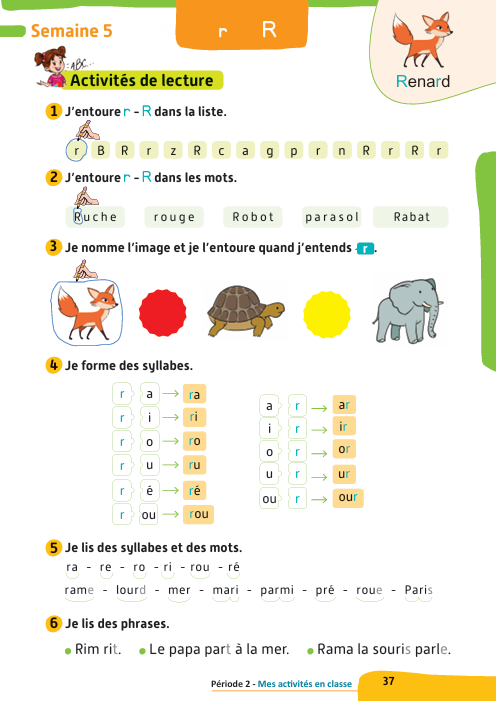 Semaine 5
r R
Renard
ABC...
Activités de lecture
1 J'entoure r - R dans la liste.
r B R r z R c a g p r n R r R r
2 J'entoure r - R dans les mots.
Ruche rouge Robot parasol Rabat
3 Je nomme l'image et je l'entoure quand j'entends r.
4 Je forme des syllabes.
r a → ra
r i → ri
r o → ro
r u → ru
r é → ré
r ou → rou
a r → ar
i r → ir
o r → or
u r → ur
ou r → our
5 Je lis des syllabes et des mots.
ra - re - ro - ri - rou - ré
rame - lourd - mer - mari - parmi - pré - roue - Paris
6 Je lis des phrases.
• Rim rit. • Le papa part à la mer. • Rama la souris parle.
Période 2 - Mes activités en classe 37